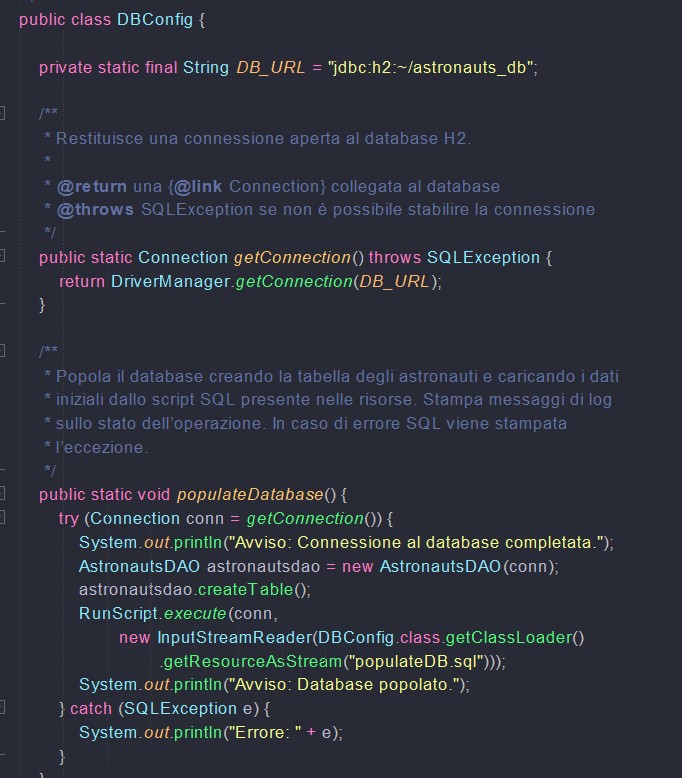 public class DBConfig {
private static final String DB_URL = "jdbc:h2:~/astronauts_db";
/**
* Restituisce una connessione aperta al database H2.
*
* @return una {@link Connection} collegata al database
* @throws SQLException se non è possibile stabilire la connessione
*/
public static Connection getConnection() throws SQLException {
return DriverManager.getConnection(DB_URL);
}
/**
* Popola il database creando la tabella degli astronauti e caricando i dati
* iniziali dallo script SQL presente nelle risorse. Stampa messaggi di log
* sullo stato dell'operazione. In caso di errore SQL viene stampata
* l'eccezione.
*/
public static void populateDatabase() {
try (Connection conn = getConnection()) {
System.out.println("Avviso: Connessione al database completata.");
AstronautsDAO astronautsdao = new AstronautsDAO(conn);
astronautsdao.createTable();
RunScript.execute(conn,
new InputStreamReader(DBConfig.class.getClassLoader()
.getResourceAsStream("populateDB.sql")));
System.out.println("Avviso: Database popolato.");
} catch (SQLException e) {
System.out.println("Errore: " + e);
}